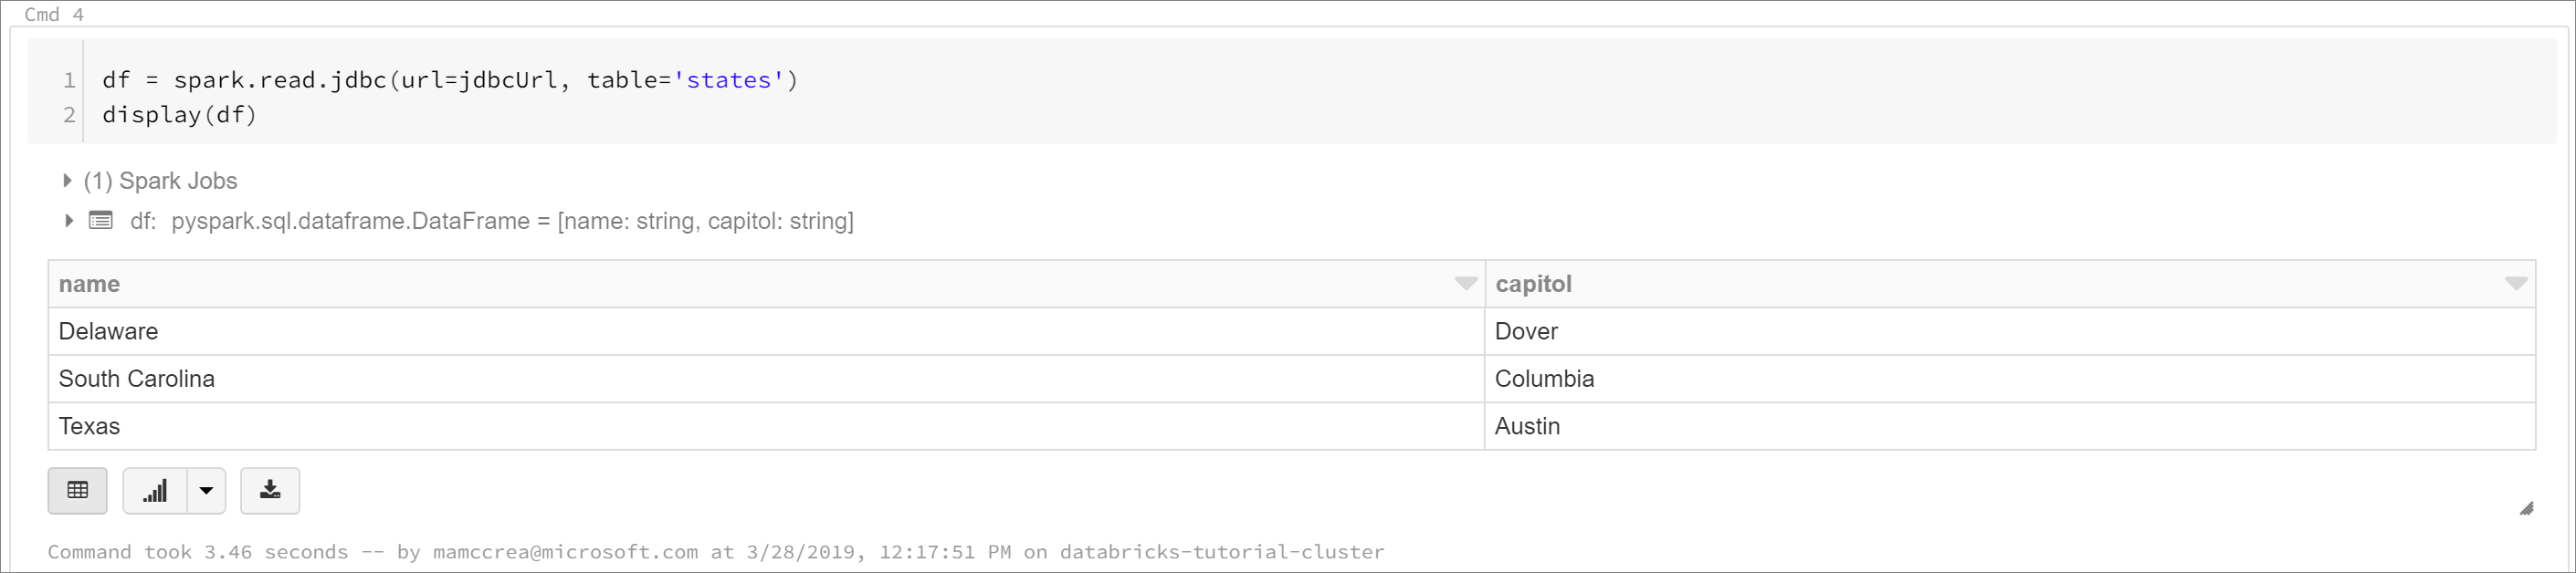 Cmd 4
1 df = spark.read.jdbc(url=jdbcUrl, table='states')
2 display(df)
(1) Spark Jobs
df: pyspark.sql.dataframe.DataFrame = [name: string, capitol: string]
name capitol
Delaware Dover
South Carolina Columbia
Texas Austin
Command took 3.46 seconds -- by mamccrea@microsoft.com at 3/28/2019, 12:17:51 PM on databricks-tutorial-cluster